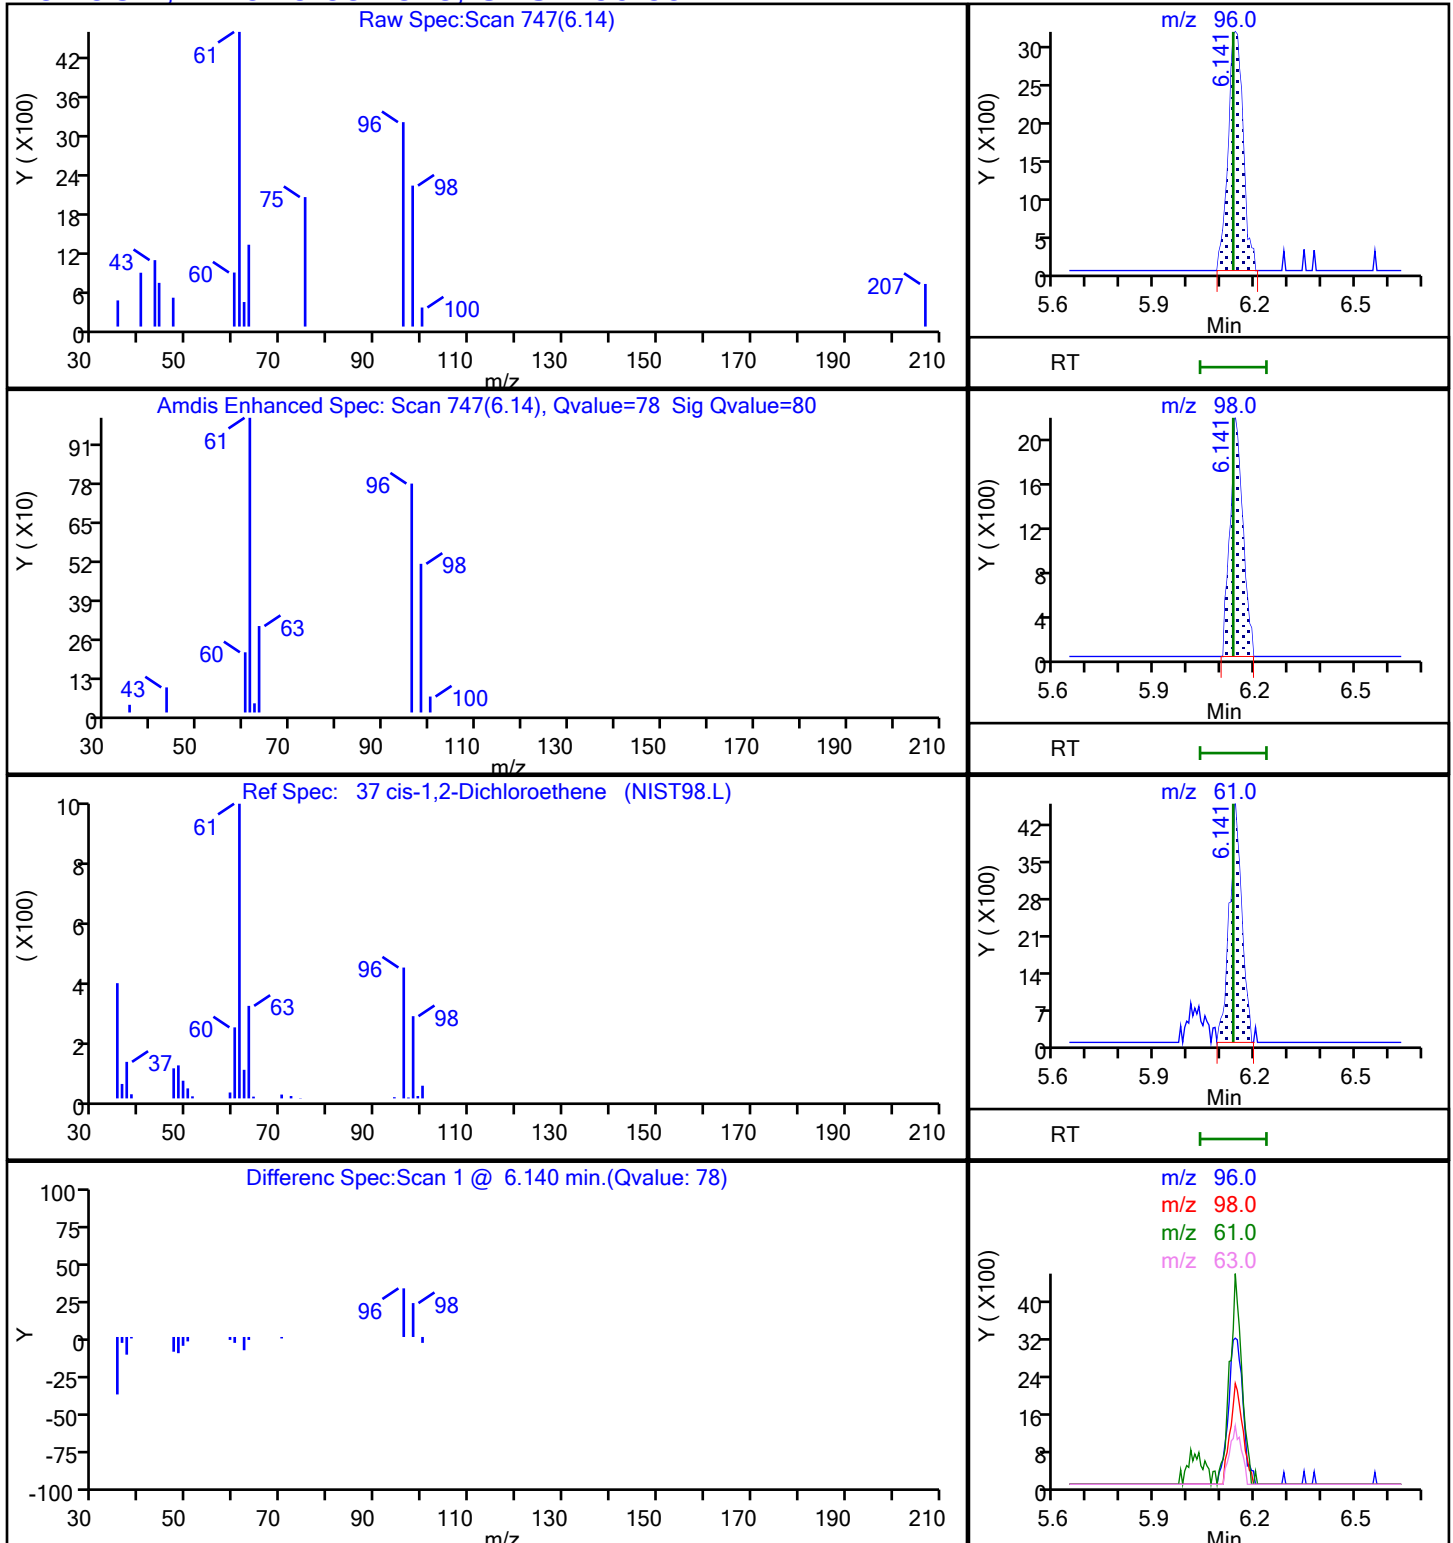 Raw Spec:Scan 747(6.14)
Y ( X100)
42
36
30
24
18
12
6
0
61
96
98
75
43
60
100
207
30 50 70 90 110 130 150 170 190 210
m/z
m/z 96.0
Y ( X100)
30
25
20
15
10
5
0
6.141
5.6 5.9 6.2 6.5
Min
RT
Amdis Enhanced Spec: Scan 747(6.14), Qvalue=78 Sig Qvalue=80
Y ( X10)
91
78
65
52
39
26
13
0
61
96
98
63
60
43
100
30 50 70 90 110 130 150 170 190 210
m/z
m/z 98.0
Y ( X100)
20
16
12
8
4
0
6.141
5.6 5.9 6.2 6.5
Min
RT
Ref Spec: 37 cis-1,2-Dichloroethene (NIST98.L)
( X100)
10
8
6
4
2
0
61
96
98
63
60
37
30 50 70 90 110 130 150 170 190 210
m/z 61.0
Y ( X100)
42
35
28
21
14
7
0
6.141
5.6 5.9 6.2 6.5
Min
RT
Differenc Spec:Scan 1 @ 6.140 min.(Qvalue: 78)
Y
100
75
50
25
0
-25
-50
-75
-100
96
98
30 50 70 90 110 130 150 170 190 210
m/z
m/z 96.0
m/z 98.0
m/z 61.0
m/z 63.0
Y ( X100)
40
32
24
16
8
0
5.6 5.9 6.2 6.5
Min